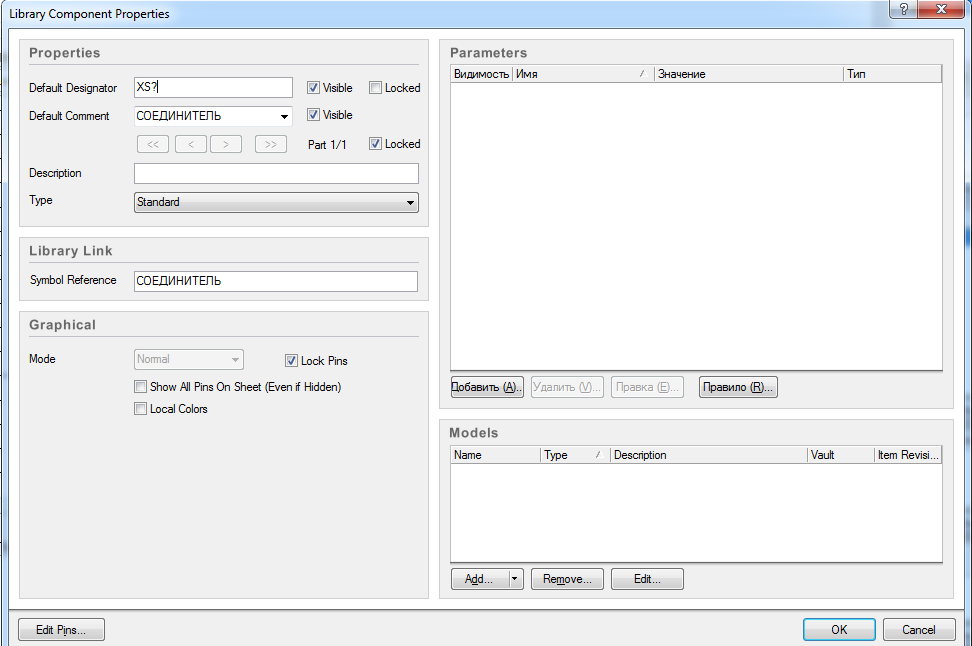 Library Component Properties
?
Properties
Default Designator XS? Visible Locked
Default Comment СОЕДИНИТЕЛЬ Visible
<< < > >> Part 1/1 Locked
Description
Type Standard
Library Link
Symbol Reference СОЕДИНИТЕЛЬ
Graphical
Mode Normal Lock Pins
Show All Pins On Sheet (Even if Hidden)
Local Colors
Parameters
Видимость Имя Значение Тип
Добавить (A).. Удалить (V)... Правка (E)... Правило (R)...
Models
Name Type Description Vault Item Revisi...
Add... Remove... Edit...
Edit Pins... OK Cancel